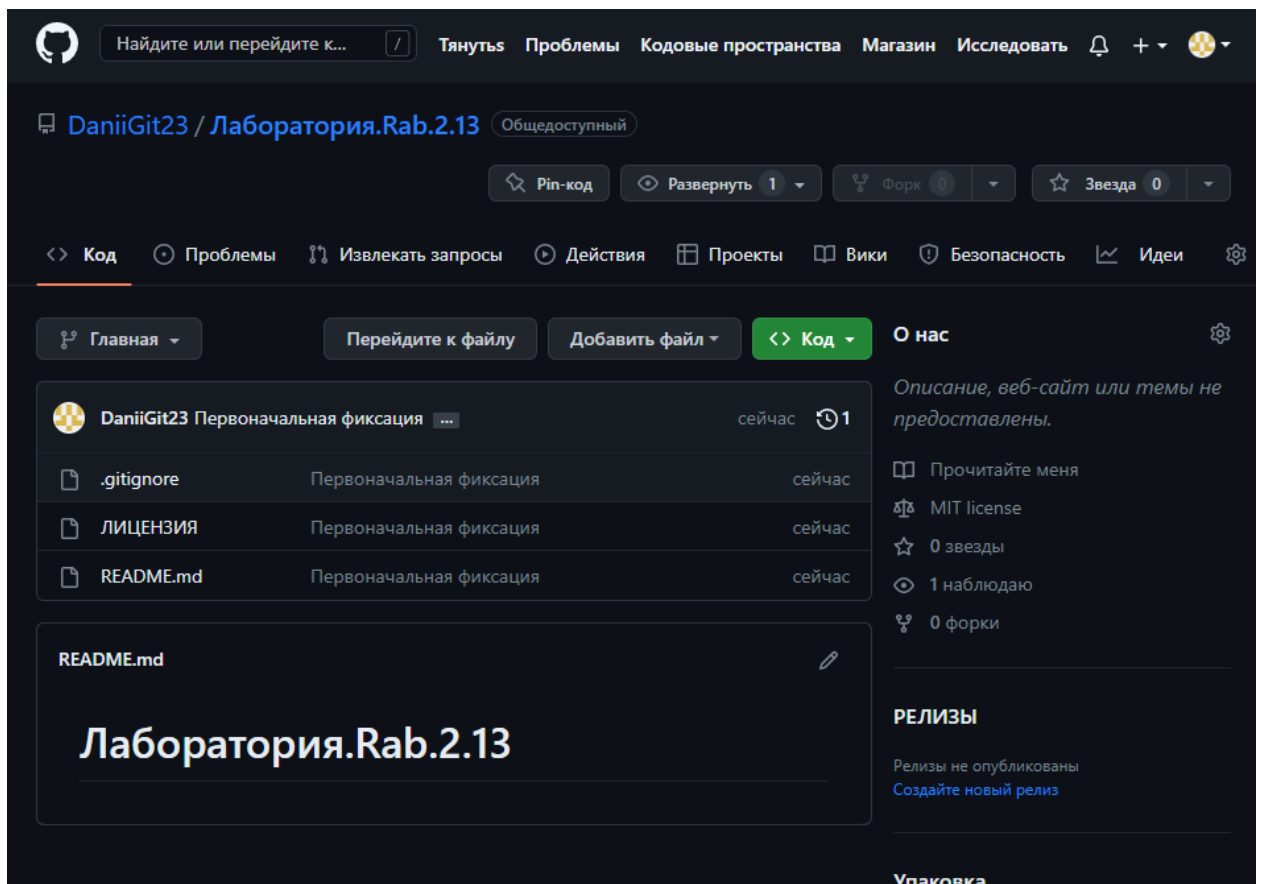 Найдите или перейдите к... / Тянутьs Проблемы Кодовые пространства Магазин Исследовать
DaniiGit23 / Лаборатория.Rab.2.13 Общедоступный
Pin-код Развернуть 1 Форк 0 Звезда 0
Код Проблемы Извлекать запросы Действия Проекты Вики Безопасность Идеи
Главная Перейдите к файлу Добавить файл Код
DaniiGit23 Первоначальная фиксация ... сейчас 1
.gitignore Первоначальная фиксация сейчас
ЛИЦЕНЗИЯ Первоначальная фиксация сейчас
README.md Первоначальная фиксация сейчас
README.md
Лаборатория.Rab.2.13
О нас
Описание, веб-сайт или темы не
предоставлены.
Прочитайте меня
MIT license
0 звезды
1 наблюдаю
0 форки
РЕЛИЗЫ
Релизы не опубликованы
Создайте новый релиз
Упаковка